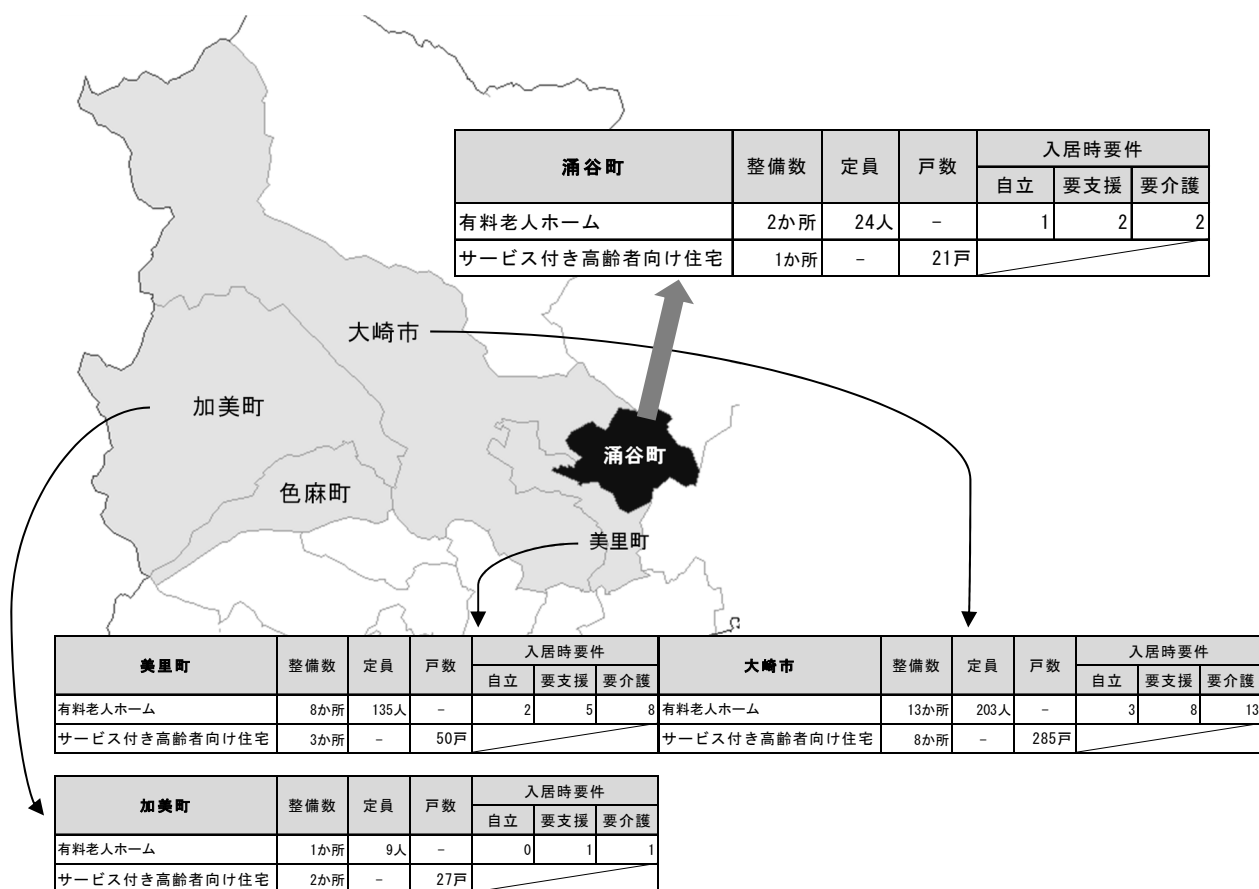 涌谷町 整備数 定員 戸数 入居時要件
自立 要支援 要介護
有料老人ホーム 2か所 24人 － 1 2 2
サービス付き高齢者向け住宅 1か所 － 21戸
大崎市
加美町
涌谷町
色麻町
美里町
美里町 整備数 定員 戸数 入居時要件
自立 要支援 要介護
有料老人ホーム 8か所 135人 － 2 5 8
サービス付き高齢者向け住宅 3か所 － 50戸
大崎市 整備数 定員 戸数 入居時要件
自立 要支援 要介護
有料老人ホーム 13か所 203人 － 3 8 13
サービス付き高齢者向け住宅 8か所 － 285戸
加美町 整備数 定員 戸数 入居時要件
自立 要支援 要介護
有料老人ホーム 1か所 9人 － 0 1 1
サービス付き高齢者向け住宅 2か所 － 27戸